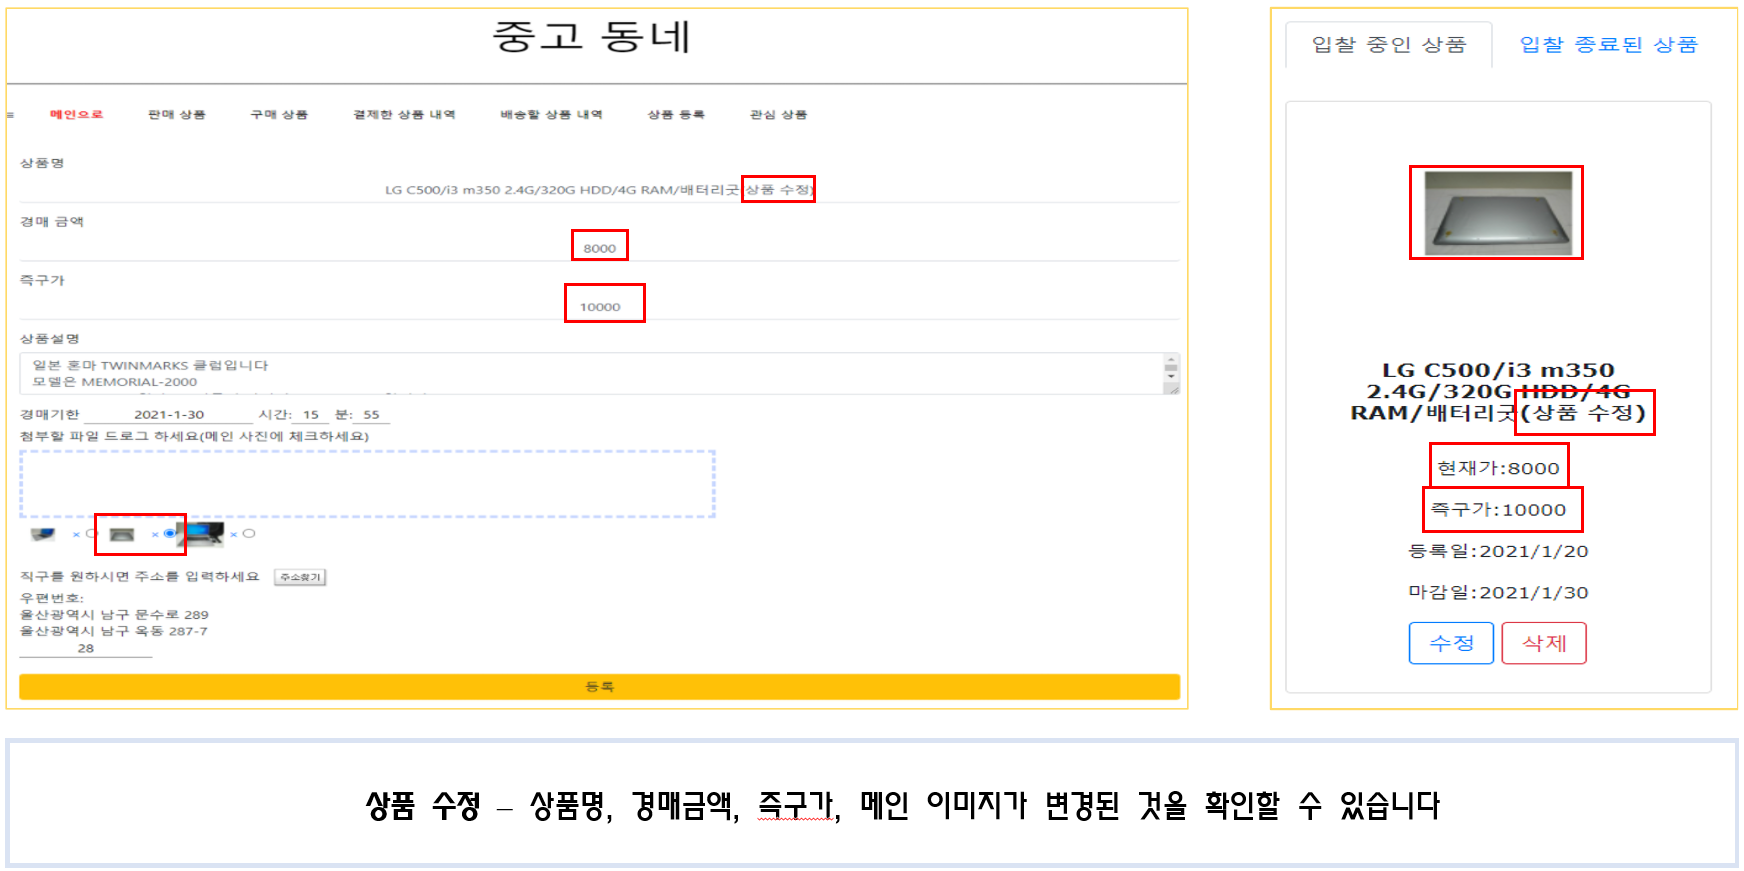 중고 동네
≡ 메인으로 판매 상품 구매 상품 결제한 상품 내역 배송할 상품 내역 상품 등록 관심 상품
상품명
LG C500/i3 m350 2.4G/320G HDD/4G RAM/배터리굿(상품 수정)
경매 금액
8000
즉구가
10000
상품설명
일본 혼마 TWINMARKS 클럽입니다
모델은 MEMORIAL-2000
경매기한 2021-1-30 시간: 15 분: 55
첨부할 파일 드로그 하세요(메인 사진에 체크하세요)
× × ×
직구를 원하시면 주소를 입력하세요 주소찾기
우편번호:
울산광역시 남구 문수로 289
울산광역시 남구 옥동 287-7
28
등록
입찰 중인 상품 입찰 종료된 상품
LG C500/i3 m350
2.4G/320G HDD/4G
RAM/배터리굿(상품 수정)
현재가:8000
즉구가:10000
등록일:2021/1/20
마감일:2021/1/30
수정 삭제
상품 수정 – 상품명, 경매금액, 즉구가, 메인 이미지가 변경된 것을 확인할 수 있습니다